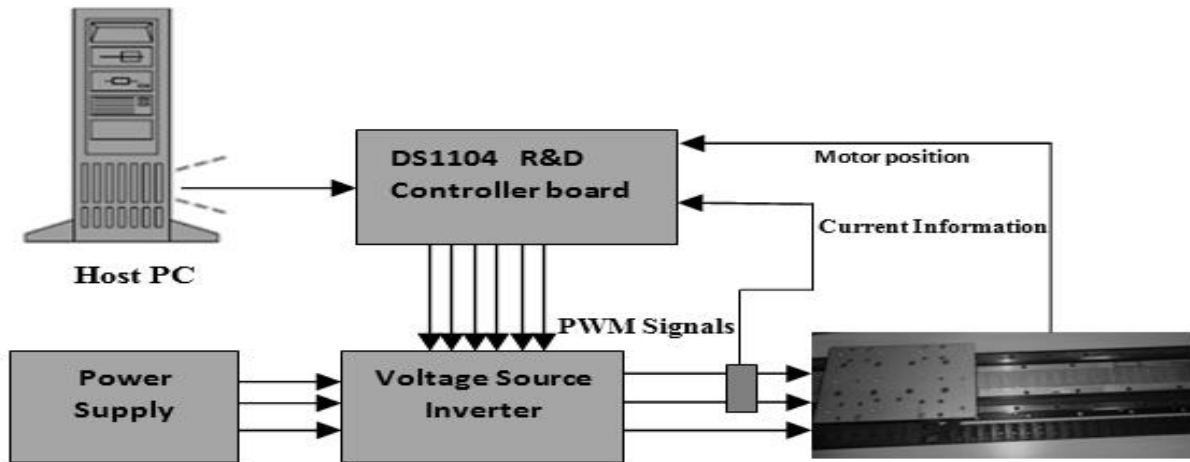 DS1104 R&D
Controller board
Motor position
Current Information
Host PC
PWM Signals
Power
Supply
Voltage Source
Inverter